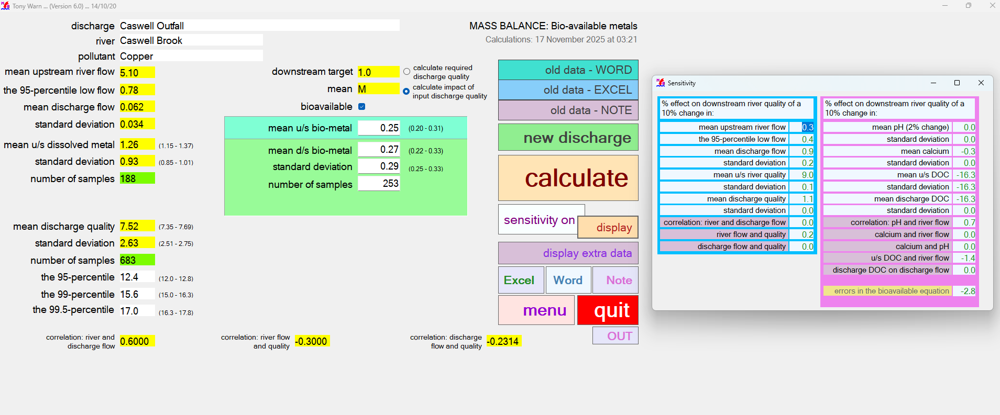 Tony Warn ... (Version 6.0) ... 14/10/20
discharge Caswell Outfall
river Caswell Brook
pollutant Copper
mean upstream river flow 5.10
the 95-percentile low flow 0.78
mean discharge flow 0.062
standard deviation 0.034
mean u/s dissolved metal 1.26 (1.15 - 1.37)
standard deviation 0.93 (0.85 - 1.01)
number of samples 188
mean discharge quality 7.52 (7.35 - 7.69)
standard deviation 2.63 (2.51 - 2.75)
number of samples 683
the 95-percentile 12.4 (12.0 - 12.8)
the 99-percentile 15.6 (15.0 - 16.3)
the 99.5-percentile 17.0 (16.3 - 17.8)
correlation: river and
discharge flow 0.6000
correlation: river flow
and quality -0.3000
correlation: discharge
flow and quality -0.2314
downstream target 1.0
mean M
bioavailable
calculate required
discharge quality
calculate impact of
input discharge quality
mean u/s bio-metal 0.25 (0.20 - 0.31)
mean d/s bio-metal 0.27 (0.22 - 0.33)
standard deviation 0.29 (0.25 - 0.33)
number of samples 253
MASS BALANCE: Bio-available metals
Calculations: 17 November 2025 at 03:21
old data - WORD
old data - EXCEL
old data - NOTE
new discharge
calculate
sensitivity on
display
display extra data
Excel Word Note
menu quit
OUT
Sensitivity
% effect on downstream river quality of a
10% change in:
mean upstream river flow 0.3
the 95-percentile low flow 0.4
mean discharge flow 0.9
standard deviation 0.2
mean u/s river quality 9.0
standard deviation 0.1
mean discharge quality 1.1
standard deviation 0.0
correlation: river and discharge flow 0.0
river flow and quality 0.2
discharge flow and quality 0.0
% effect on downstream river quality of a
10% change in:
mean pH (2% change) 0.0
standard deviation 0.0
mean calcium -0.3
standard deviation 0.0
mean u/s DOC -16.3
standard deviation -16.3
mean discharge DOC -16.3
standard deviation 0.0
correlation: pH and river flow 0.7
calcium and river flow 0.0
calcium and pH 0.0
u/s DOC and river flow -1.4
discharge DOC on discharge flow 0.0
errors in the bioavailable equation -2.8